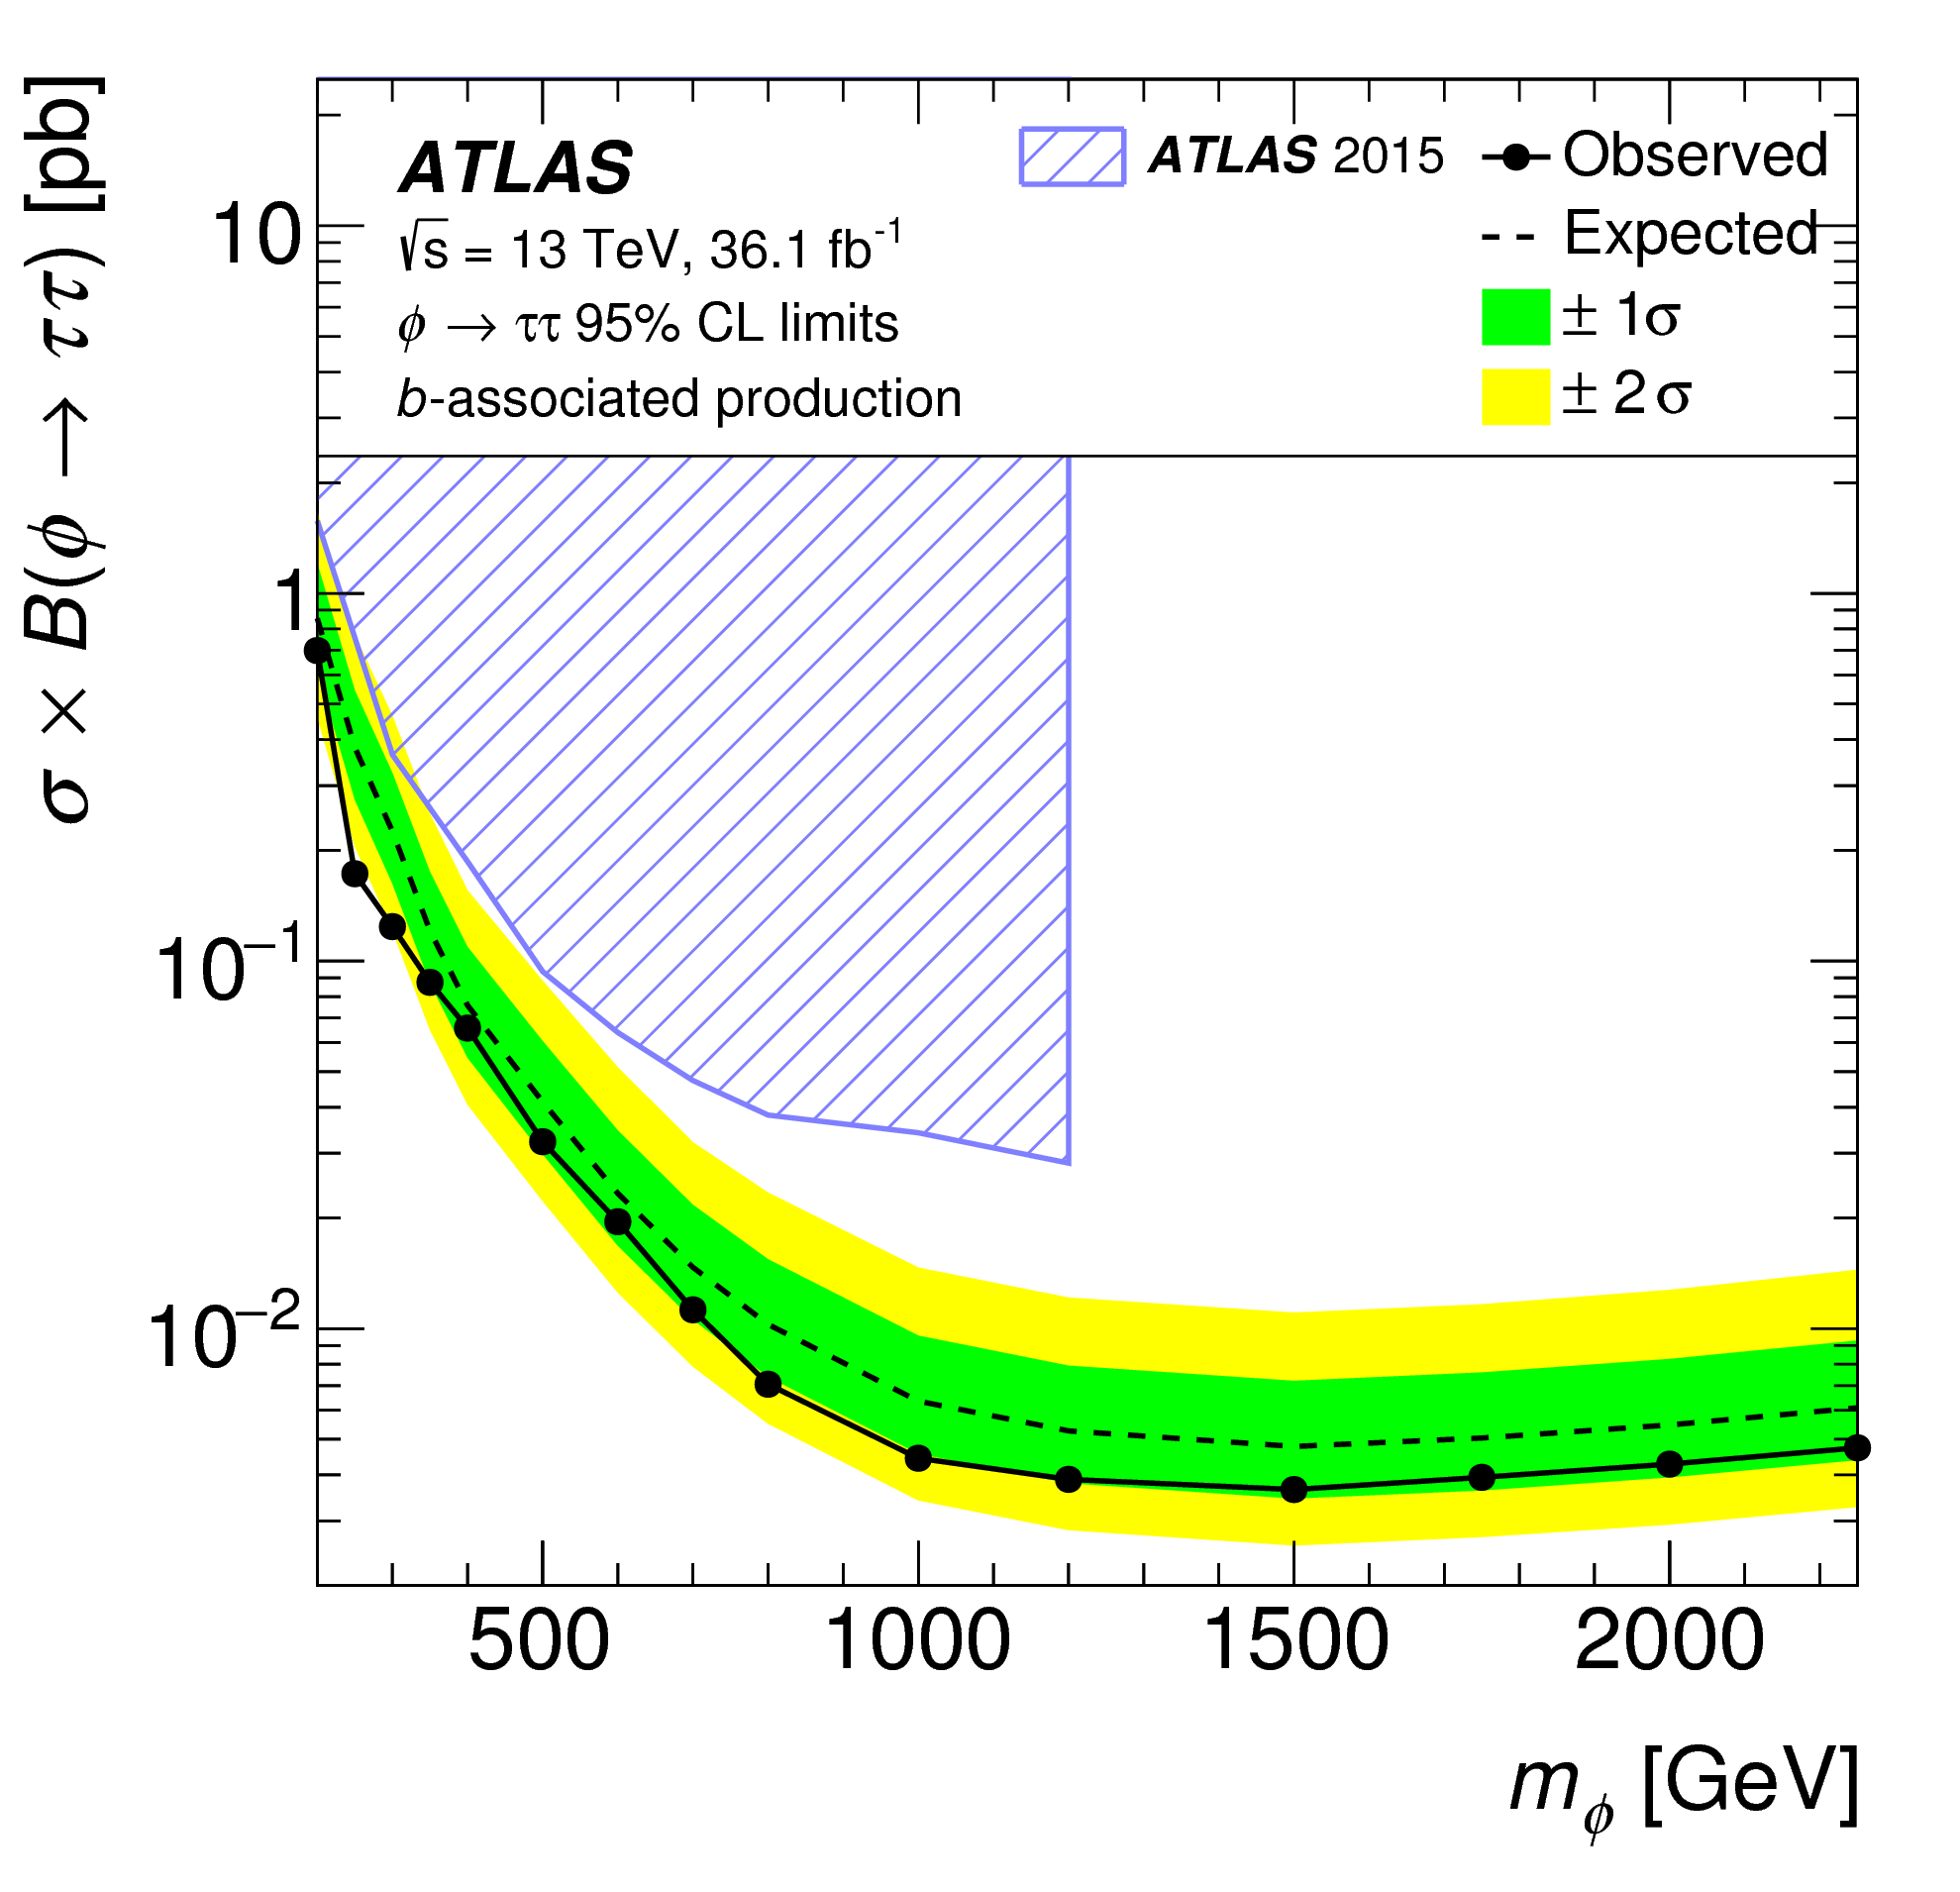 σ × B(ϕ → ττ) [pb]
ATLAS
√s = 13 TeV, 36.1 fb⁻¹
ϕ → ττ 95% CL limits
b-associated production
ATLAS 2015
Observed
Expected
± 1σ
± 2σ
10
1
10⁻¹
10⁻²
500 1000 1500 2000
m_ϕ [GeV]